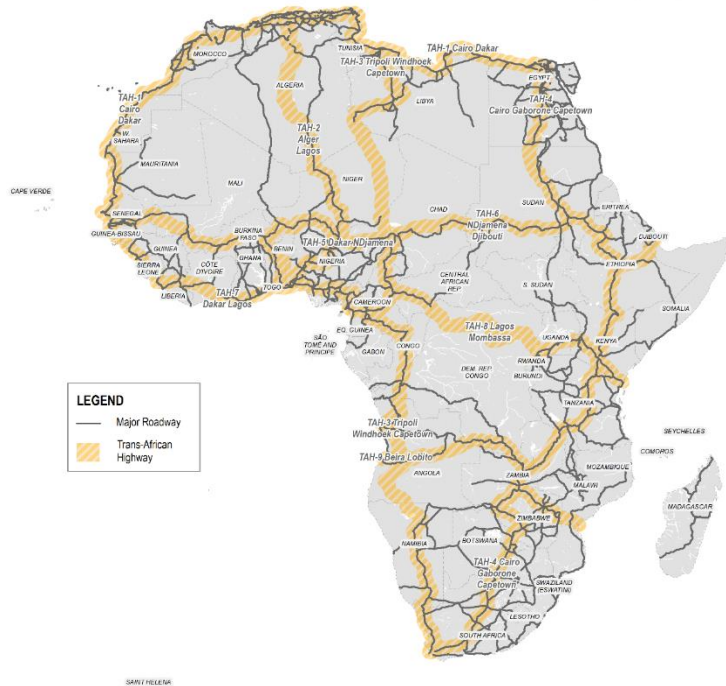 TUNISIA
MOROCCO
TAH-1 Cairo Dakar
TAH-3 Tripoli Windhoek
Capetown
EGYPT
ALGERIA
LIBYA
TAH-4
Cairo Gaborone Capetown
TAH-1
Cairo
Dakar
W.
SAHARA
TAH-2
Alger
Lagos
MAURITANIA
MALI
NIGER
CAPE VERDE
CHAD
SUDAN
ERITREA
TAH-6
NDjamena
Djibouti
SENEGAL
GUINEA-BISSAU
BURKINA
FASO
BENIN
TAH-5 Dakar NDjamena
DJIBOUTI
GUINEA
NIGERIA
SIERRA
LEONE
CÔTE
D'IVOIRE
GHANA
ETHIOPIA
CENTRAL
AFRICAN
REP.
S. SUDAN
LIBERIA
TAH-7
Dakar Lagos
TOGO
CAMEROON
SOMALIA
EQ. GUINEA
TAH-8 Lagos
Mombassa
SÃO
TOMÉ AND
PRINCIPE
GABON
CONGO
UGANDA
KENYA
RWANDA
BURUNDI
DEM. REP.
CONGO
LEGEND
Major Roadway
Trans-African
Highway
TANZANIA
TAH-3 Tripoli
Windhoek Capetown
TAH-9 Beira Lobito
SEYCHELLES
COMOROS
ANGOLA
ZAMBIA
MOZAMBIQUE
MALAWI
MADAGASCAR
ZIMBABWE
NAMIBIA
BOTSWANA
TAH-4 Cairo
Gaborone
Capetown
SWAZILAND
(ESWATINI)
LESOTHO
SOUTH AFRICA
SAINT HELENA